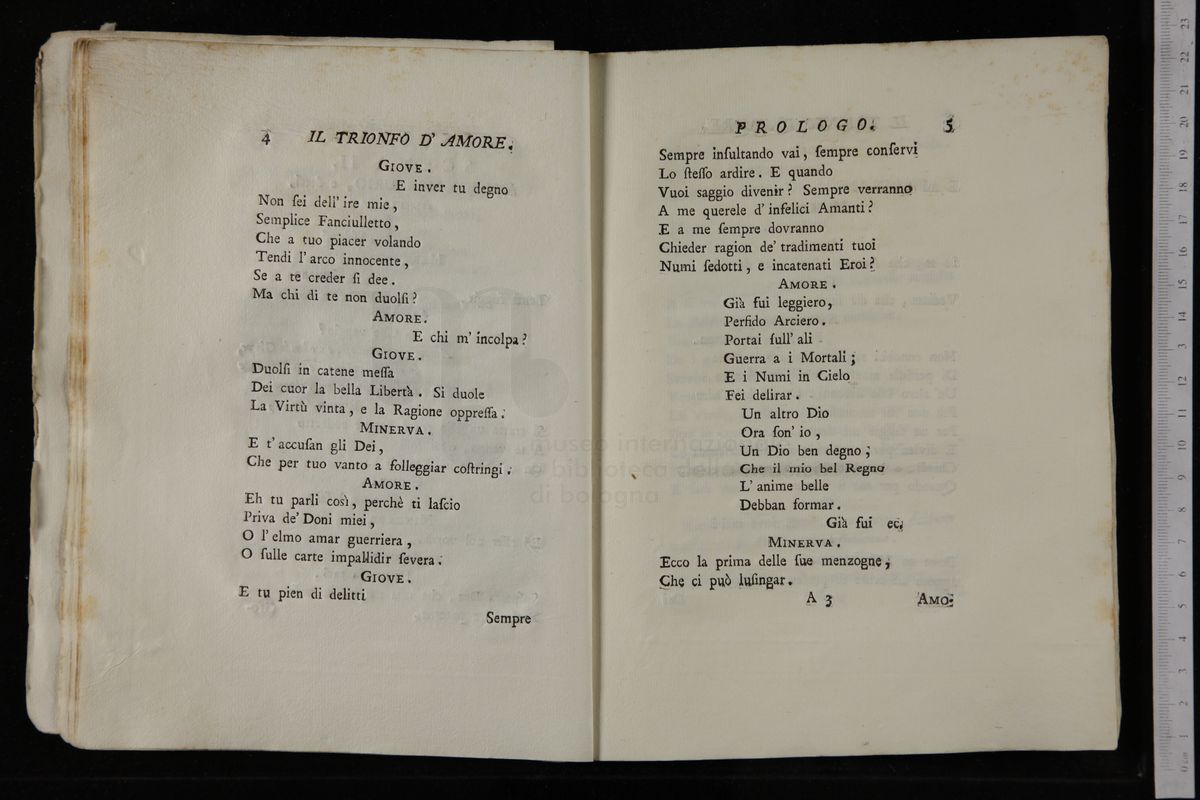 4 IL TRIONFO D' AMORE.
GIOVE.
E inver tu degno
Non ſei dell' ire mie,
Semplice Fanciulletto,
Che a tuo piacer volando
Tendi l' arco innocente,
Se a te creder ſi dee.
Ma chi di te non duolſi?
AMORE.
E chi m' incolpa?
GIOVE.
Duolſi in catene meſſa
Dei cuor la bella Libertà. Si duole
La Virtù vinta, e la Ragione oppreſſa.
MINERVA.
E t' accuſan gli Dei,
Che per tuo vanto a folleggiar coſtringi.
AMORE.
Eh tu parli così, perchè ti laſcio
Priva de' Doni miei,
O l' elmo amar guerriera,
O ſulle carte impallidir ſevera.
GIOVE.
E tu pien di delitti
Sempre
PROLOGO. 5
Sempre inſultando vai, ſempre conſervi
Lo ſteſſo ardire. E quando
Vuoi saggio divenir? Sempre verranno
A me querele d' infelici Amanti?
E a me ſempre dovranno
Chieder ragion de' tradimenti tuoi
Numi ſedotti, e incatenati Eroi?
AMORE.
Già fui leggiero,
Perfido Arciero.
Portai ſull' ali
Guerra a i Mortali;
E i Numi in Cielo
Fei delirar.
Un altro Dio
Ora ſon' io,
Un Dio ben degno;
Che il mio bel Regno
L' anime belle
Debban formar.
Già fui ec.
MINERVA.
Ecco la prima delle ſue menzogne,
Che ci può luſingar.
A 3 AMO-
museo internazionale
e biblioteca della
di bologna